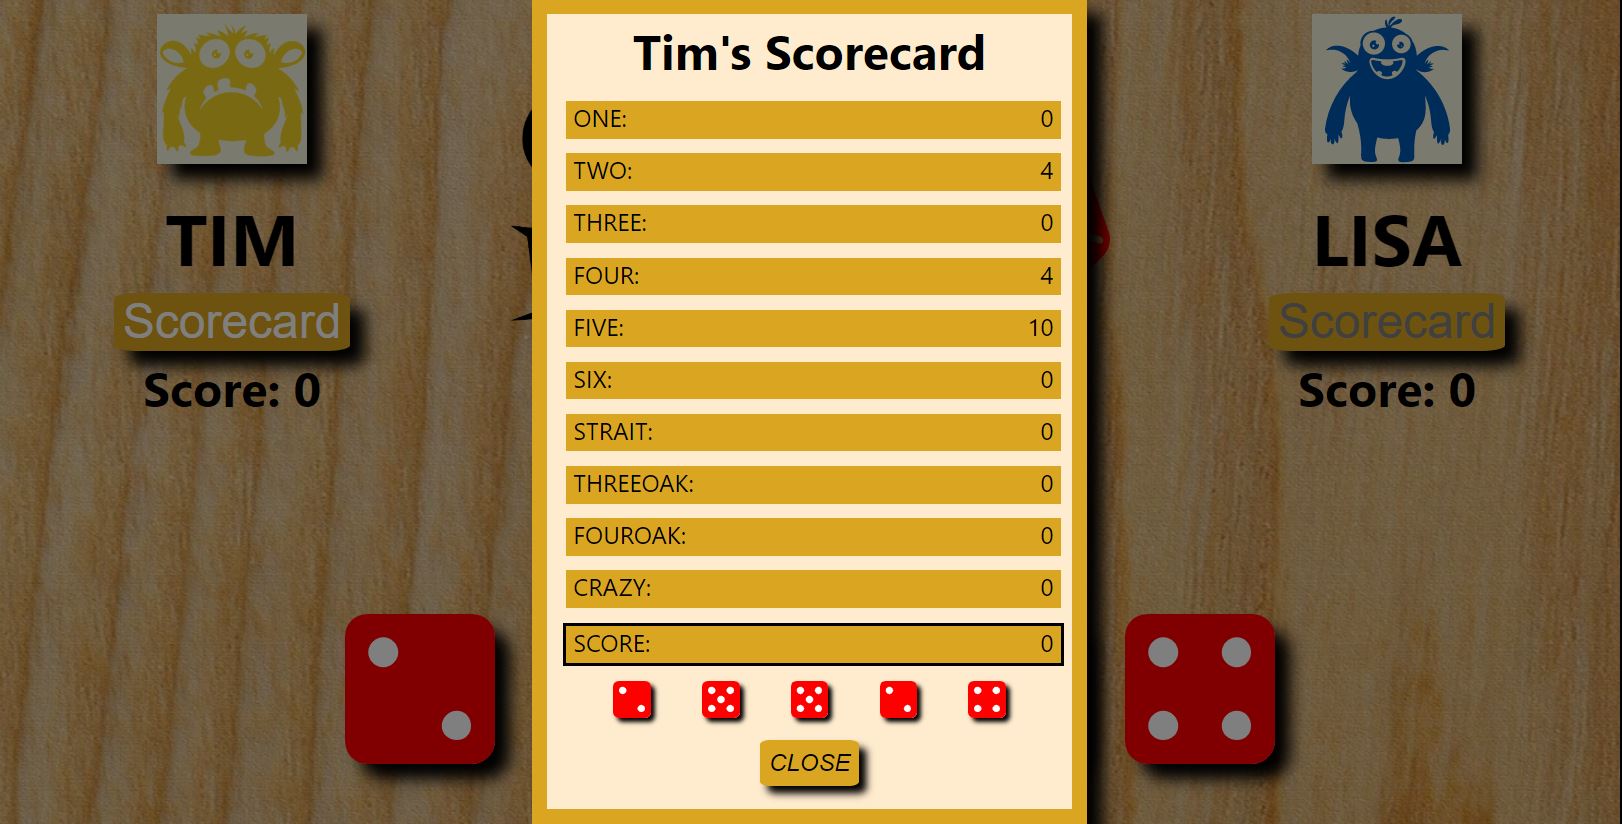 Tim's Scorecard
ONE: 0
TWO: 4
THREE: 0
FOUR: 4
FIVE: 10
SIX: 0
STRAIT: 0
THREEOAK: 0
FOUROAK: 0
CRAZY: 0
SCORE: 0
CLOSE
TIM
Scorecard
Score: 0
LISA
Scorecard
Score: 0